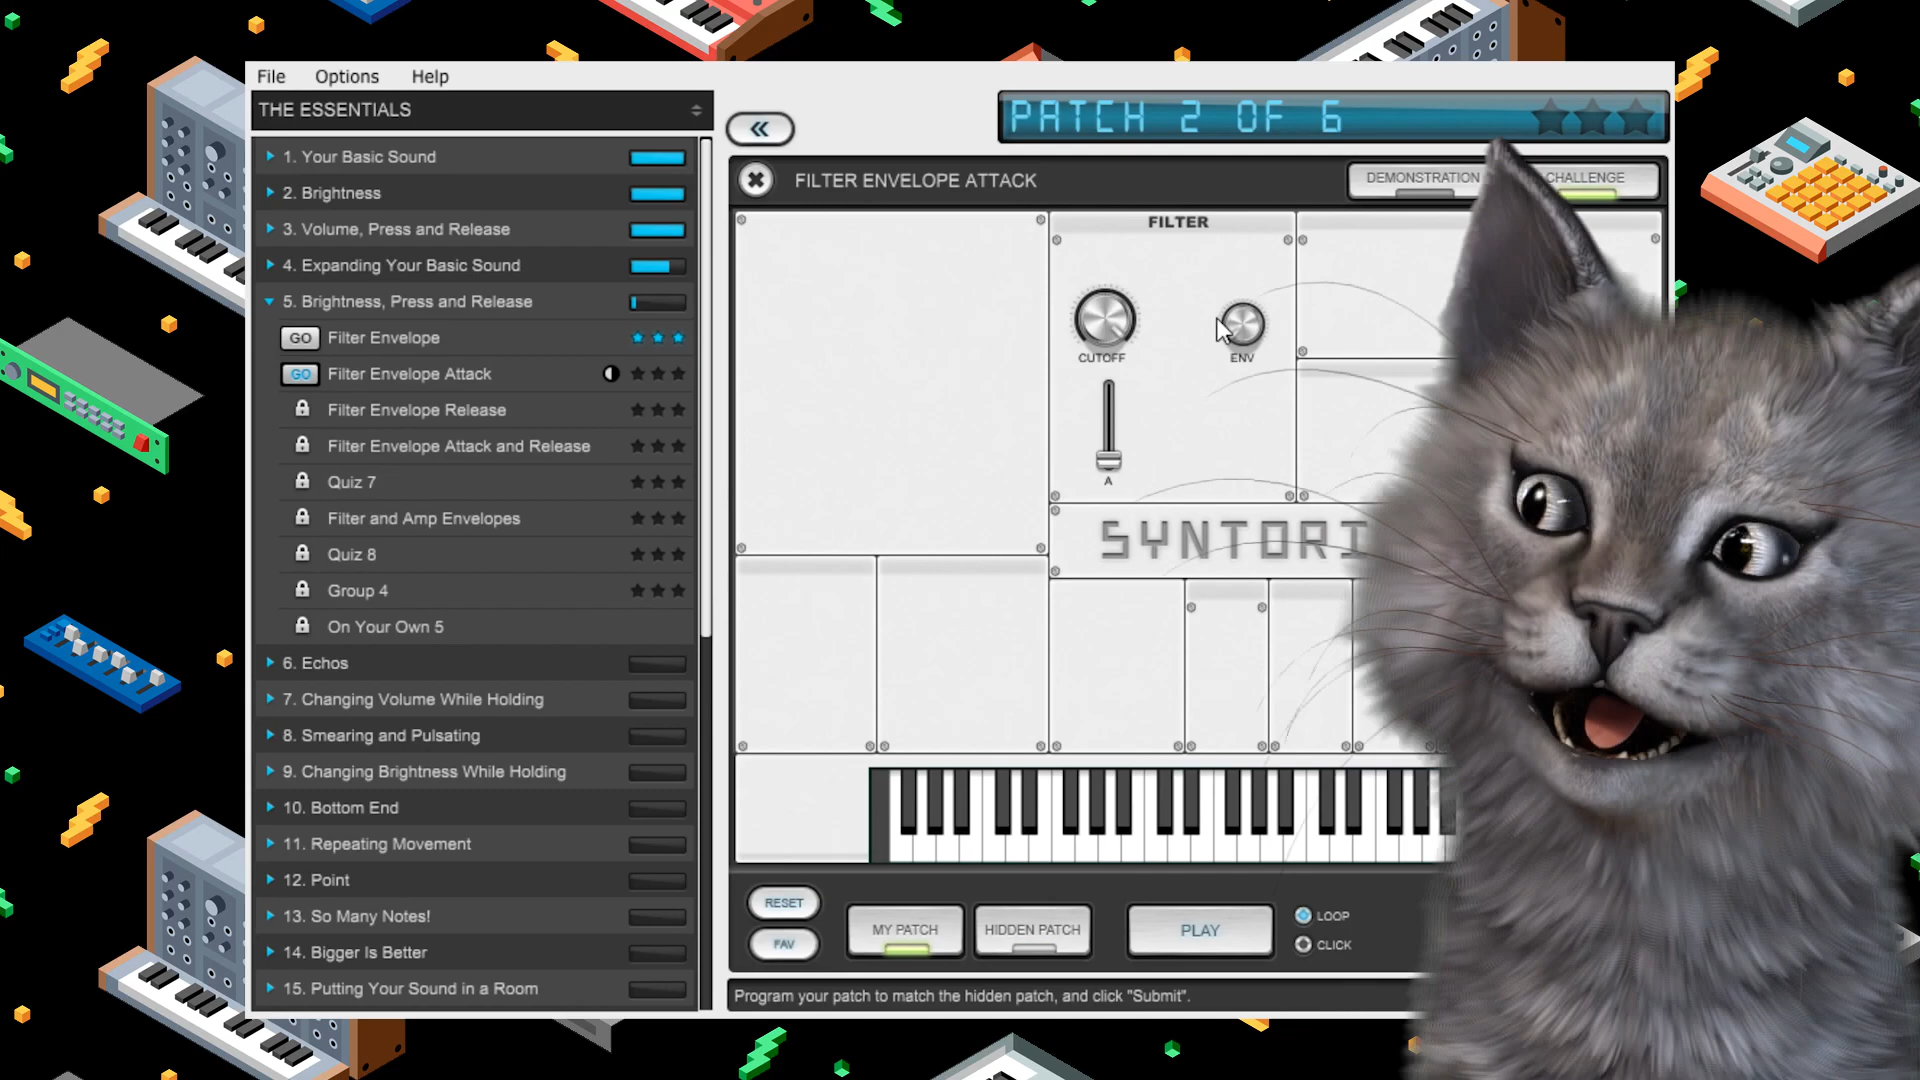 File Options Help
THE ESSENTIALS
1. Your Basic Sound
2. Brightness
3. Volume, Press and Release
4. Expanding Your Basic Sound
5. Brightness, Press and Release
GO Filter Envelope
GO Filter Envelope Attack
Filter Envelope Release
Filter Envelope Attack and Release
Quiz 7
Filter and Amp Envelopes
Quiz 8
Group 4
On Your Own 5
6. Echos
7. Changing Volume While Holding
8. Smearing and Pulsating
9. Changing Brightness While Holding
10. Bottom End
11. Repeating Movement
12. Point
13. So Many Notes!
14. Bigger Is Better
15. Putting Your Sound in a Room
PATCH 2 OF 6
FILTER ENVELOPE ATTACK
DEMONSTRATION CHALLENGE
FILTER
CUTOFF ENV
A
SYNTORI
RESET
FAV
MY PATCH
HIDDEN PATCH
PLAY
LOOP
CLICK
Program your patch to match the hidden patch, and click "Submit".